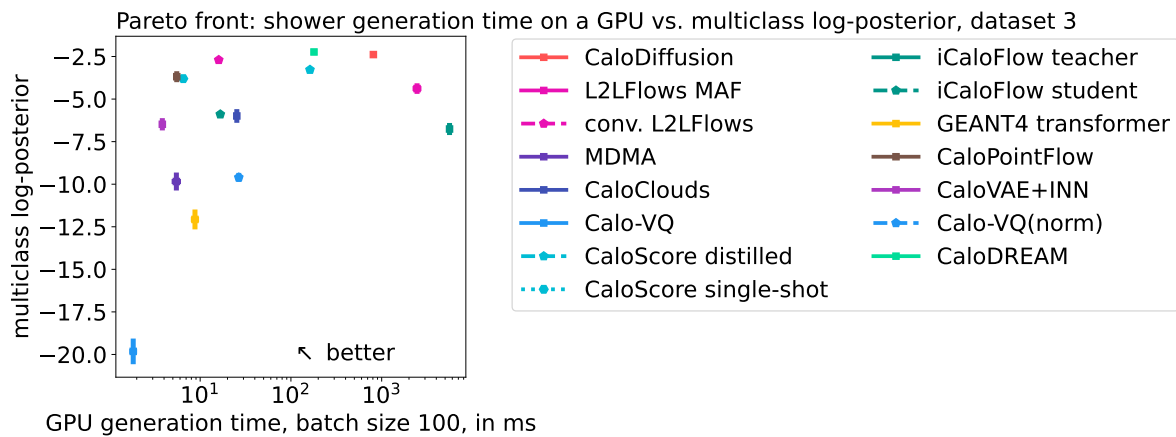 Pareto front: shower generation time on a GPU vs. multiclass log-posterior, dataset 3
multiclass log-posterior
−2.5
−5.0
−7.5
−10.0
−12.5
−15.0
−17.5
−20.0
↖ better
10¹
10²
10³
GPU generation time, batch size 100, in ms
CaloDiffusion
L2LFlows MAF
conv. L2LFlows
MDMA
CaloClouds
Calo-VQ
CaloScore distilled
CaloScore single-shot
iCaloFlow teacher
iCaloFlow student
GEANT4 transformer
CaloPointFlow
CaloVAE+INN
Calo-VQ(norm)
CaloDREAM